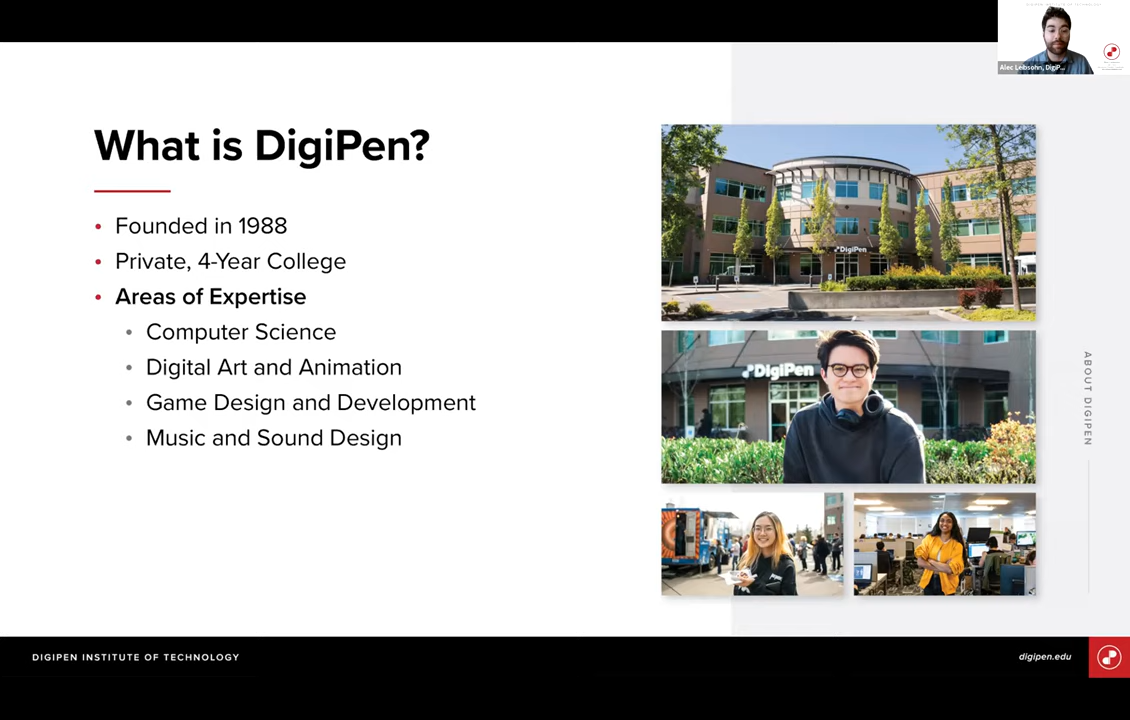 Alec Leibsohn, DigiP...
What is DigiPen?
Founded in 1988
Private, 4-Year College
Areas of Expertise
Computer Science
Digital Art and Animation
Game Design and Development
Music and Sound Design
DigiPen
DigiPen
ABOUT DIGIPEN
DIGIPEN INSTITUTE OF TECHNOLOGY
digipen.edu